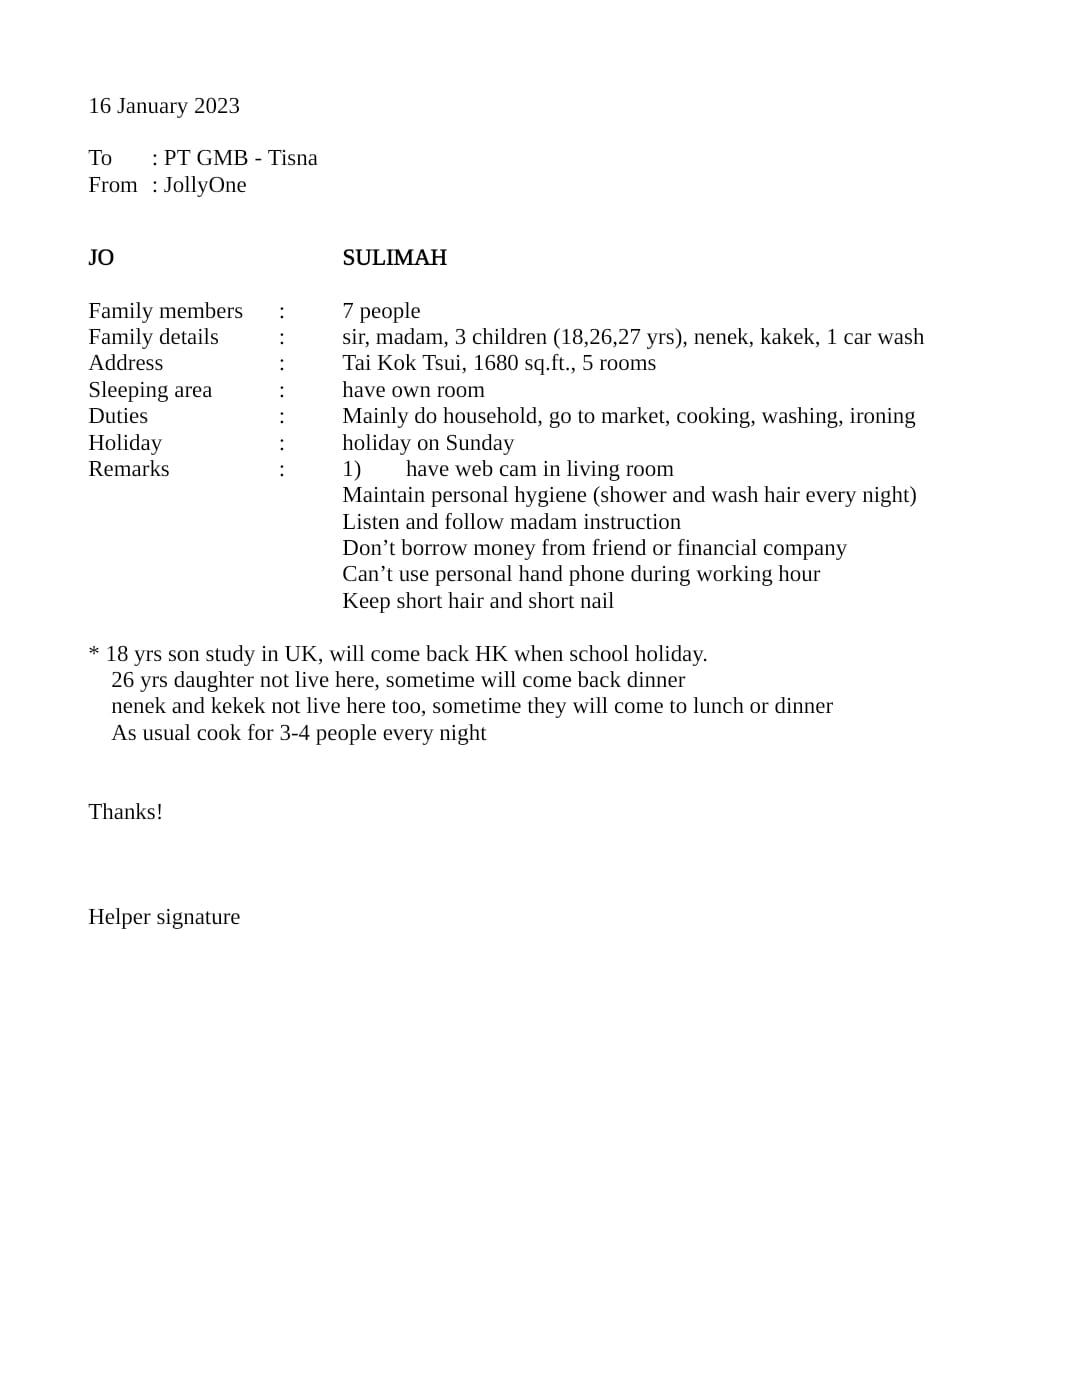 16 January 2023
To : PT GMB - Tisna
From : JollyOne
JO SULIMAH
Family members : 7 people
Family details : sir, madam, 3 children (18,26,27 yrs), nenek, kakek, 1 car wash
Address : Tai Kok Tsui, 1680 sq.ft., 5 rooms
Sleeping area : have own room
Duties : Mainly do household, go to market, cooking, washing, ironing
Holiday : holiday on Sunday
Remarks : 1) have web cam in living room
Maintain personal hygiene (shower and wash hair every night)
Listen and follow madam instruction
Don’t borrow money from friend or financial company
Can’t use personal hand phone during working hour
Keep short hair and short nail
* 18 yrs son study in UK, will come back HK when school holiday.
26 yrs daughter not live here, sometime will come back dinner
nenek and kekek not live here too, sometime they will come to lunch or dinner
As usual cook for 3-4 people every night
Thanks!
Helper signature